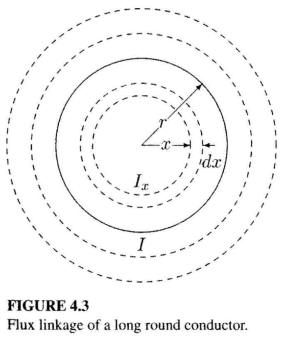 r
x
dx
I_x
I
FIGURE 4.3
Flux linkage of a long round conductor.